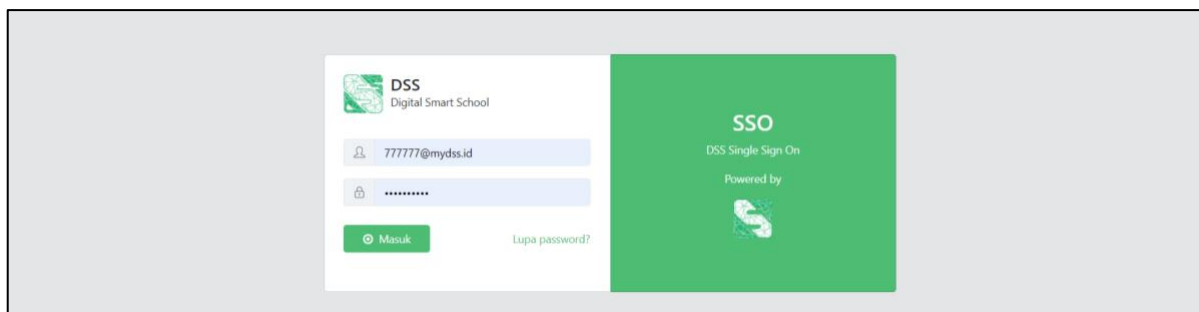 DSS
Digital Smart School
777777@mydss.id
••••••••••
Masuk
Lupa password?
SSO
DSS Single Sign On
Powered by